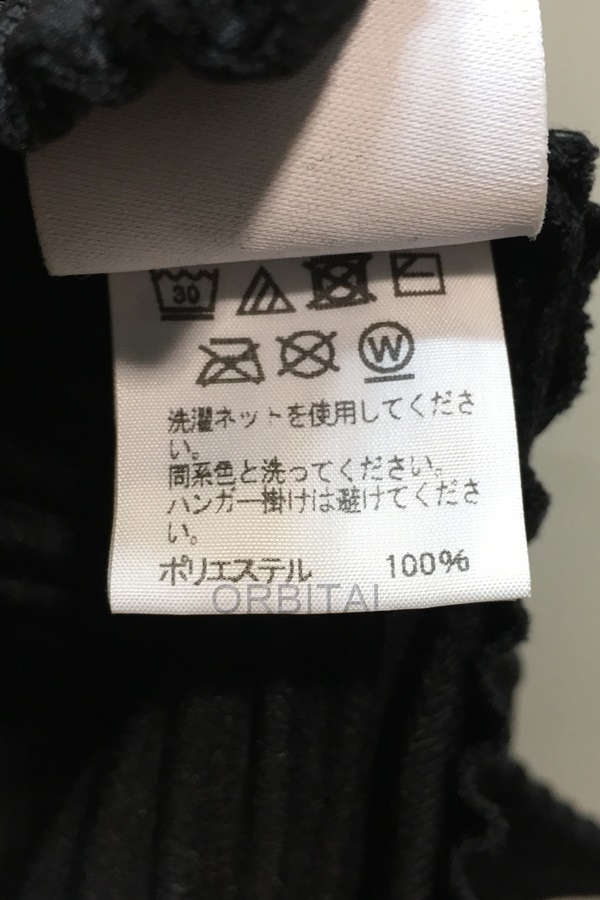 30
W
洗濯ネットを使用してくださ
い。
同系色と洗ってください。
ハンガー掛けは避けてくださ
い。
ポリエステル 100%
ORBITAI